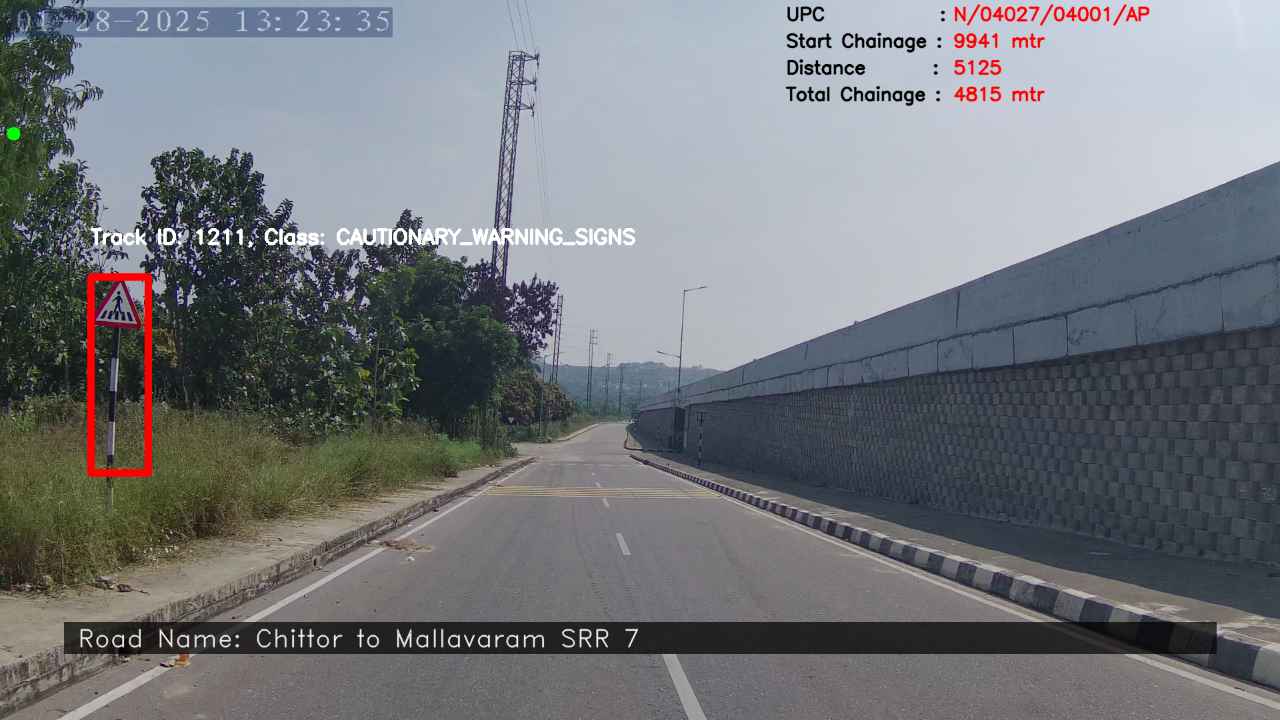 01-28-2025 13:23:35
UPC : N/04027/04001/AP
Start Chainage : 9941 mtr
Distance : 5125
Total Chainage : 4815 mtr
Track ID: 1211, Class: CAUTIONARY_WARNING_SIGNS
Road Name: Chittor to Mallavaram SRR 7